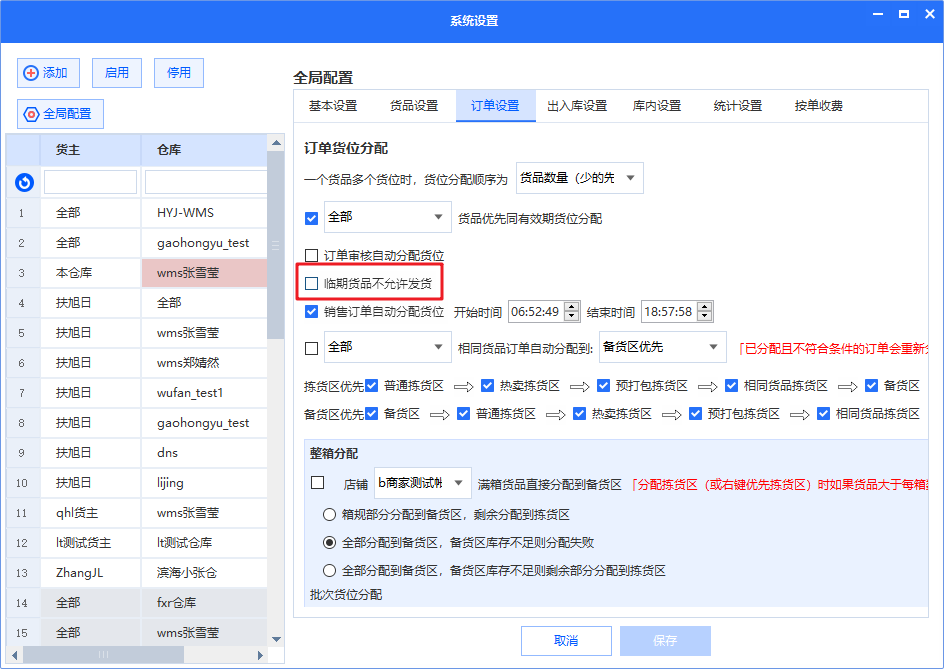 系统设置
添加 启用 停用
全局配置
货主 仓库
1 全部 HYJ-WMS
2 全部 gaohongyu_test
3 本仓库 wms张雪莹
4 扶旭日 全部
5 扶旭日 wms张雪莹
6 扶旭日 wms郑婧然
7 扶旭日 wufan_test1
8 扶旭日 gaohongyu_test
9 扶旭日 dns
10 扶旭日 lijing
11 qhl货主 wms张雪莹
12 lt测试货主 lt测试仓库
13 ZhangJL 滨海小张仓
14 全部 fxr仓库
15 全部 wms张雪莹
全局配置
基本设置 货品设置 订单设置 出入库设置 库内设置 统计设置 按单收费
订单货位分配
一个货品多个货位时，货位分配顺序为 货品数量（少的先
全部 货品优先同有效期货位分配
订单审核自动分配货位
临期货品不允许发货
销售订单自动分配货位 开始时间 06:52:49 结束时间 18:57:58
全部 相同货品订单自动分配到: 备货区优先 「已分配且不符合条件的订单会重新
拣货区优先 普通拣货区 热卖拣货区 预打包拣货区 相同货品拣货区 备货区
备货区优先 备货区 普通拣货区 热卖拣货区 预打包拣货区 相同货品拣货区
整箱分配
店铺 b商家测试帐 满箱货品直接分配到备货区 「分配拣货区（或右键优先拣货区）时如果货品大于每箱
箱规部分分配到备货区，剩余分配到拣货区
全部分配到备货区，备货区库存不足则分配失败
全部分配到备货区，备货区库存不足则剩余部分分配到拣货区
批次货位分配
取消 保存